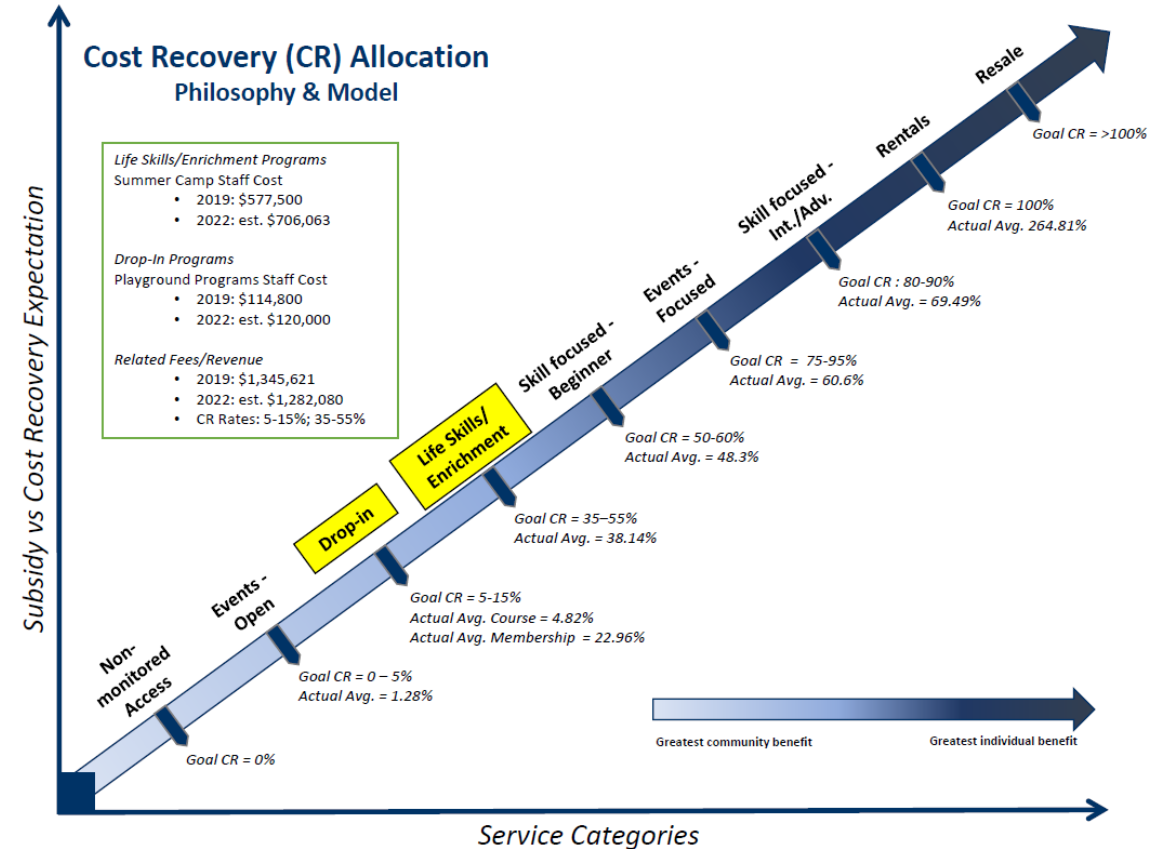 Cost Recovery (CR) Allocation
Philosophy & Model
Life Skills/Enrichment Programs
Summer Camp Staff Cost
• 2019: $577,500
• 2022: est. $706,063
Drop-In Programs
Playground Programs Staff Cost
• 2019: $114,800
• 2022: est. $120,000
Related Fees/Revenue
• 2019: $1,345,621
• 2022: est. $1,282,080
• CR Rates: 5-15%; 35-55%
Subsidy vs Cost Recovery Expectation
Non-
monitored
Access
Goal CR = 0%
Events -
Open
Goal CR = 0 – 5%
Actual Avg. = 1.28%
Drop-in
Goal CR = 5-15%
Actual Avg. Course = 4.82%
Actual Avg. Membership = 22.96%
Life Skills/
Enrichment
Goal CR = 35–55%
Actual Avg. = 38.14%
Skill focused -
Beginner
Goal CR = 50-60%
Actual Avg. = 48.3%
Events -
Focused
Goal CR = 75-95%
Actual Avg. = 60.6%
Skill focused -
Int./Adv.
Goal CR : 80-90%
Actual Avg. = 69.49%
Rentals
Goal CR = 100%
Actual Avg. 264.81%
Resale
Goal CR = >100%
Greatest community benefit
Greatest individual benefit
Service Categories